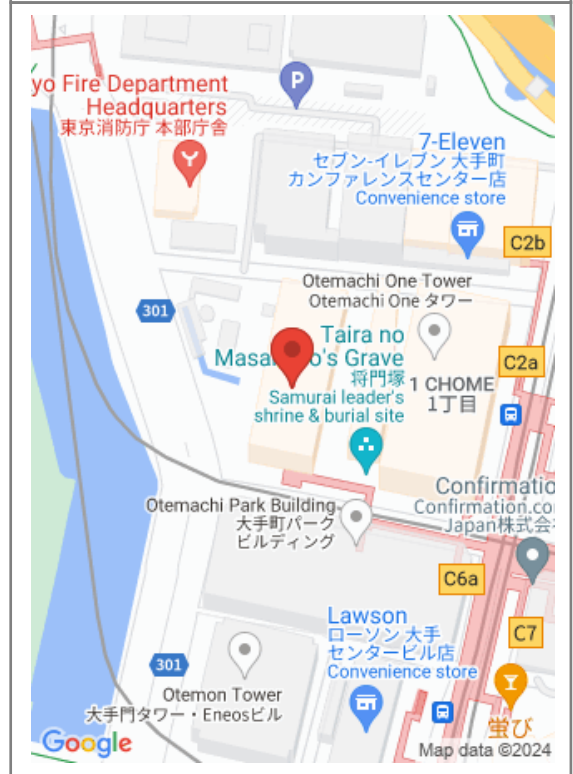 yo Fire Department
Headquarters
東京消防庁 本部庁舎
P
7-Eleven
セブン-イレブン 大手町
カンファレンスセンター店
Convenience store
C2b
Otemachi One Tower
Otemachi One タワー
301
Taira no
Masa o's Grave
将門塚
Samurai leader's
shrine & burial site
1 CHOME
1丁目
C2a
Confirmatio
Confirmation.co
Japan株式会
Otemachi Park Building
大手町パーク
ビルディング
C6a
Lawson
ローソン 大手
センタービル店
Convenience store
C7
301
Otemon Tower
大手門タワー・Eneosビル
蛍び
Google
Map data ©2024